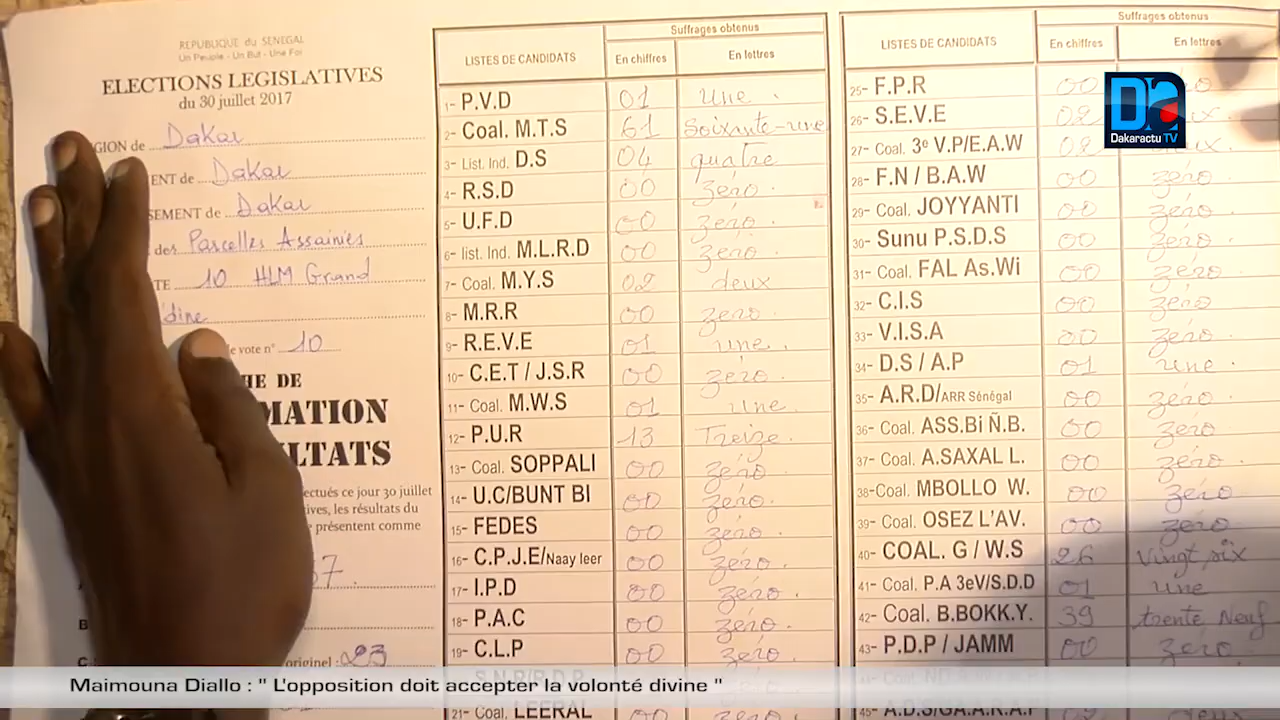 REPUBLIQUE du SENEGAL
Un Peuple - Un But - Une Foi
ELECTIONS LEGISLATIVES
du 30 juillet 2017
GION de Dakar
ENT de Dakar
SEMENT de Dakar
des Parcelles Assainies
TE 10 HLM Grand
dine
e vote n° 10
HE DE
MATION
LTATS
ectués ce jour 30 juillet
ives, les résultats du
présentent comme
67.
originel : 23
LISTES DE CANDIDATS Suffrages obtenus
En chiffres En lettres
1- P.V.D 01 une.
2- Coal. M.T.S 61 Soixante-une
3- List. Ind. D.S 04 quatre
4- R.S.D 00 zéro.
5- U.F.D 00 zéro.
6- list. Ind. M.L.R.D 00 zéro.
7- Coal. M.Y.S 02 deux
8- M.R.R 00 zéro.
9- R.E.V.E 01 une.
10- C.E.T / J.S.R 00 zéro.
11- Coal. M.W.S 01 une.
12- P.U.R 13 Treize.
13- Coal. SOPPALI 00 zéro
14- U.C/BUNT BI 00 zéro.
15- FEDES 00 zéro.
16- C.P.J.E/Naay leer 00 zéro.
17- I.P.D 00 zéro.
18- P.A.C 00 zéro.
19- C.L.P 00 zéro.
21- Coal. LEERAL 00 zéro
LISTES DE CANDIDATS Suffrages obtenus
En chiffres En lettres
25- F.P.R 00
26- S.E.V.E 02
27- Coal. 3e V.P/E.A.W 02 deux
28- F.N / B.A.W 00 zéro.
29- Coal. JOYYANTI 00 zéro.
30- Sunu P.S.D.S 00 zéro.
31- Coal. FAL As.Wi 00 zéro
32- C.I.S 00 zéro
33- V.I.S.A 00 zéro.
34- D.S / A.P 01 une.
35- A.R.D/ARR Sénégal 00 zéro.
36- Coal. ASS.Bi Ñ.B. 00 zéro
37- Coal. A.SAXAL L. 00 zéro.
38-Coal. MBOLLO W. 00 zéro
39- Coal. OSEZ L'AV. 00 zéro
40- COAL. G / W.S 26 Vingt, six
41- Coal. P.A 3eV/S.D.D 01 une
42- Coal. B.BOKK.Y. 39 trente Neuf
43- P.D.P / JAMM 00 zéro
Dakaractu TV
Maimouna Diallo : " L'opposition doit accepter la volonté divine "